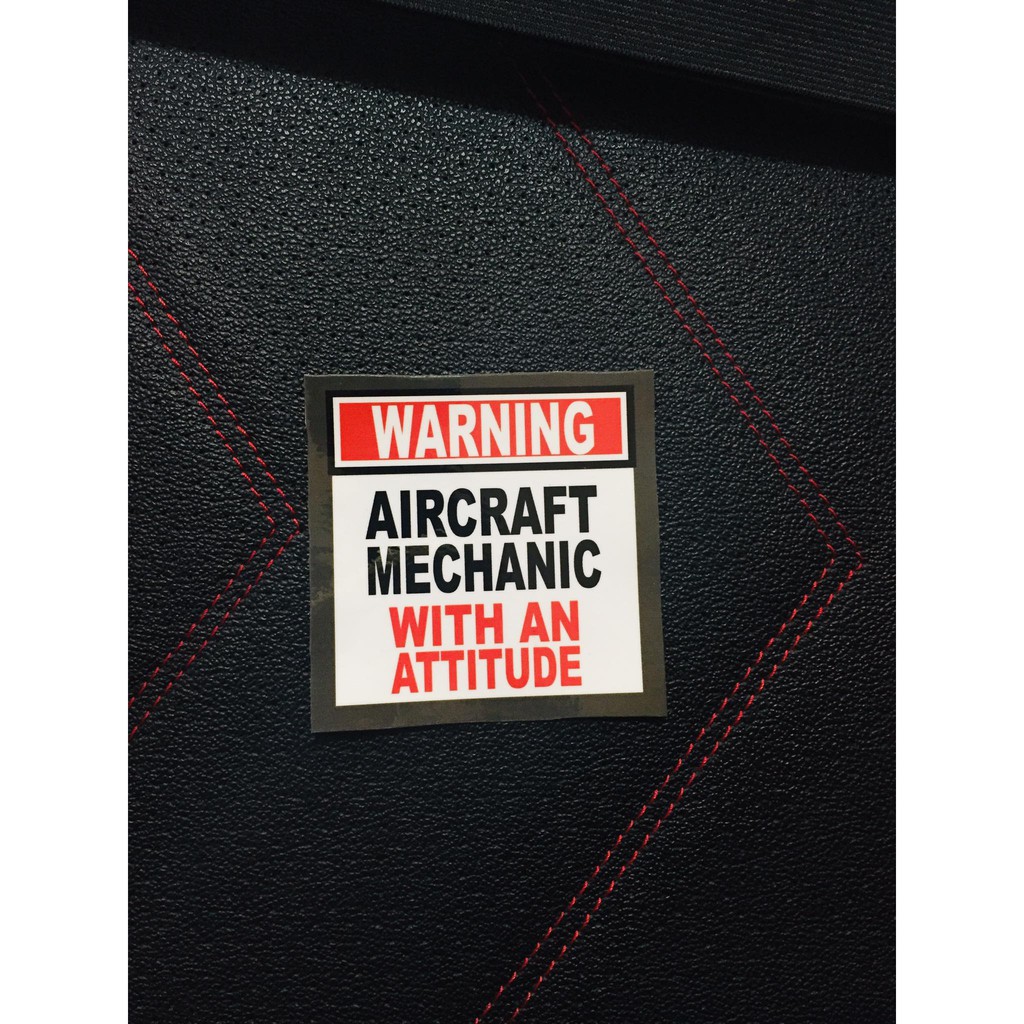 WARNING
AIRCRAFT
MECHANIC
WITH AN
ATTITUDE